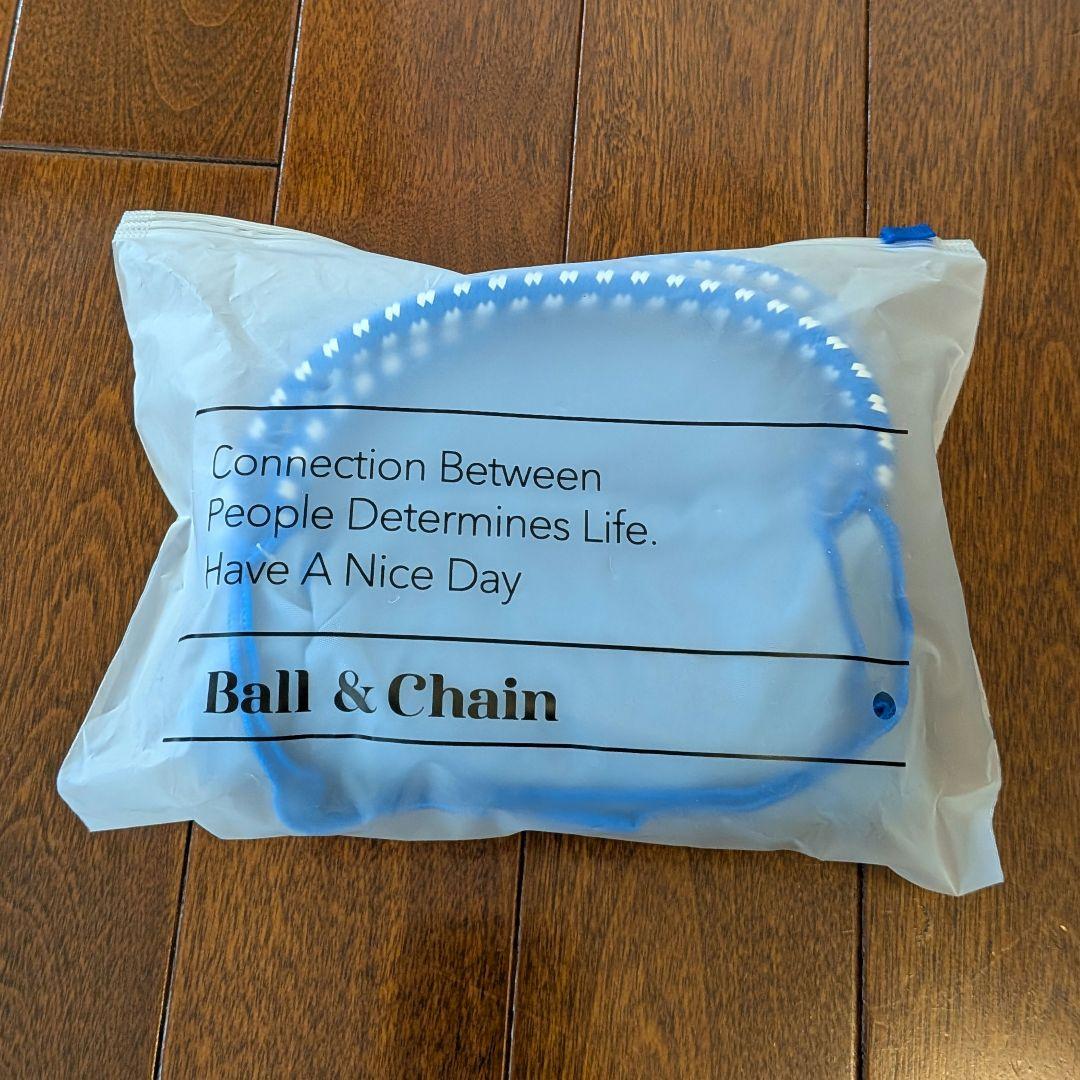 Connection Between
People Determines Life.
Have A Nice Day
Ball & Chain